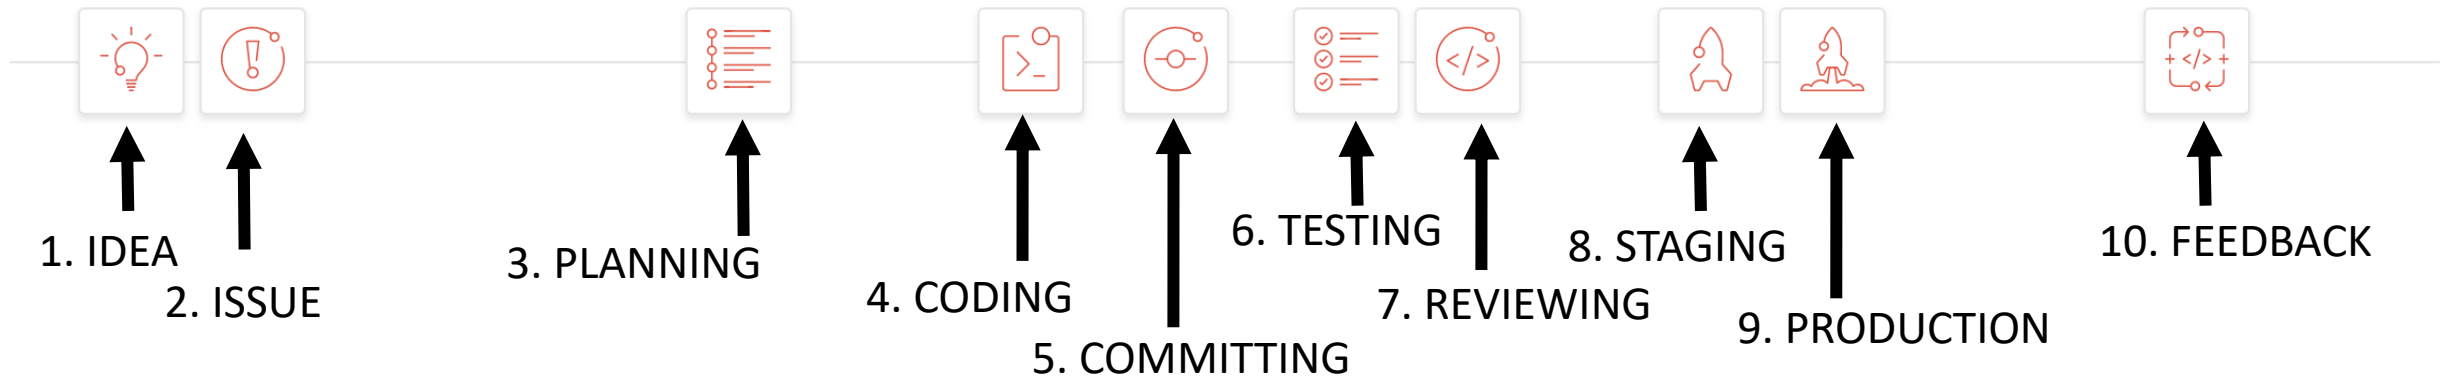 1. IDEA
2. ISSUE
3. PLANNING
4. CODING
5. COMMITTING
6. TESTING
7. REVIEWING
8. STAGING
9. PRODUCTION
10. FEEDBACK